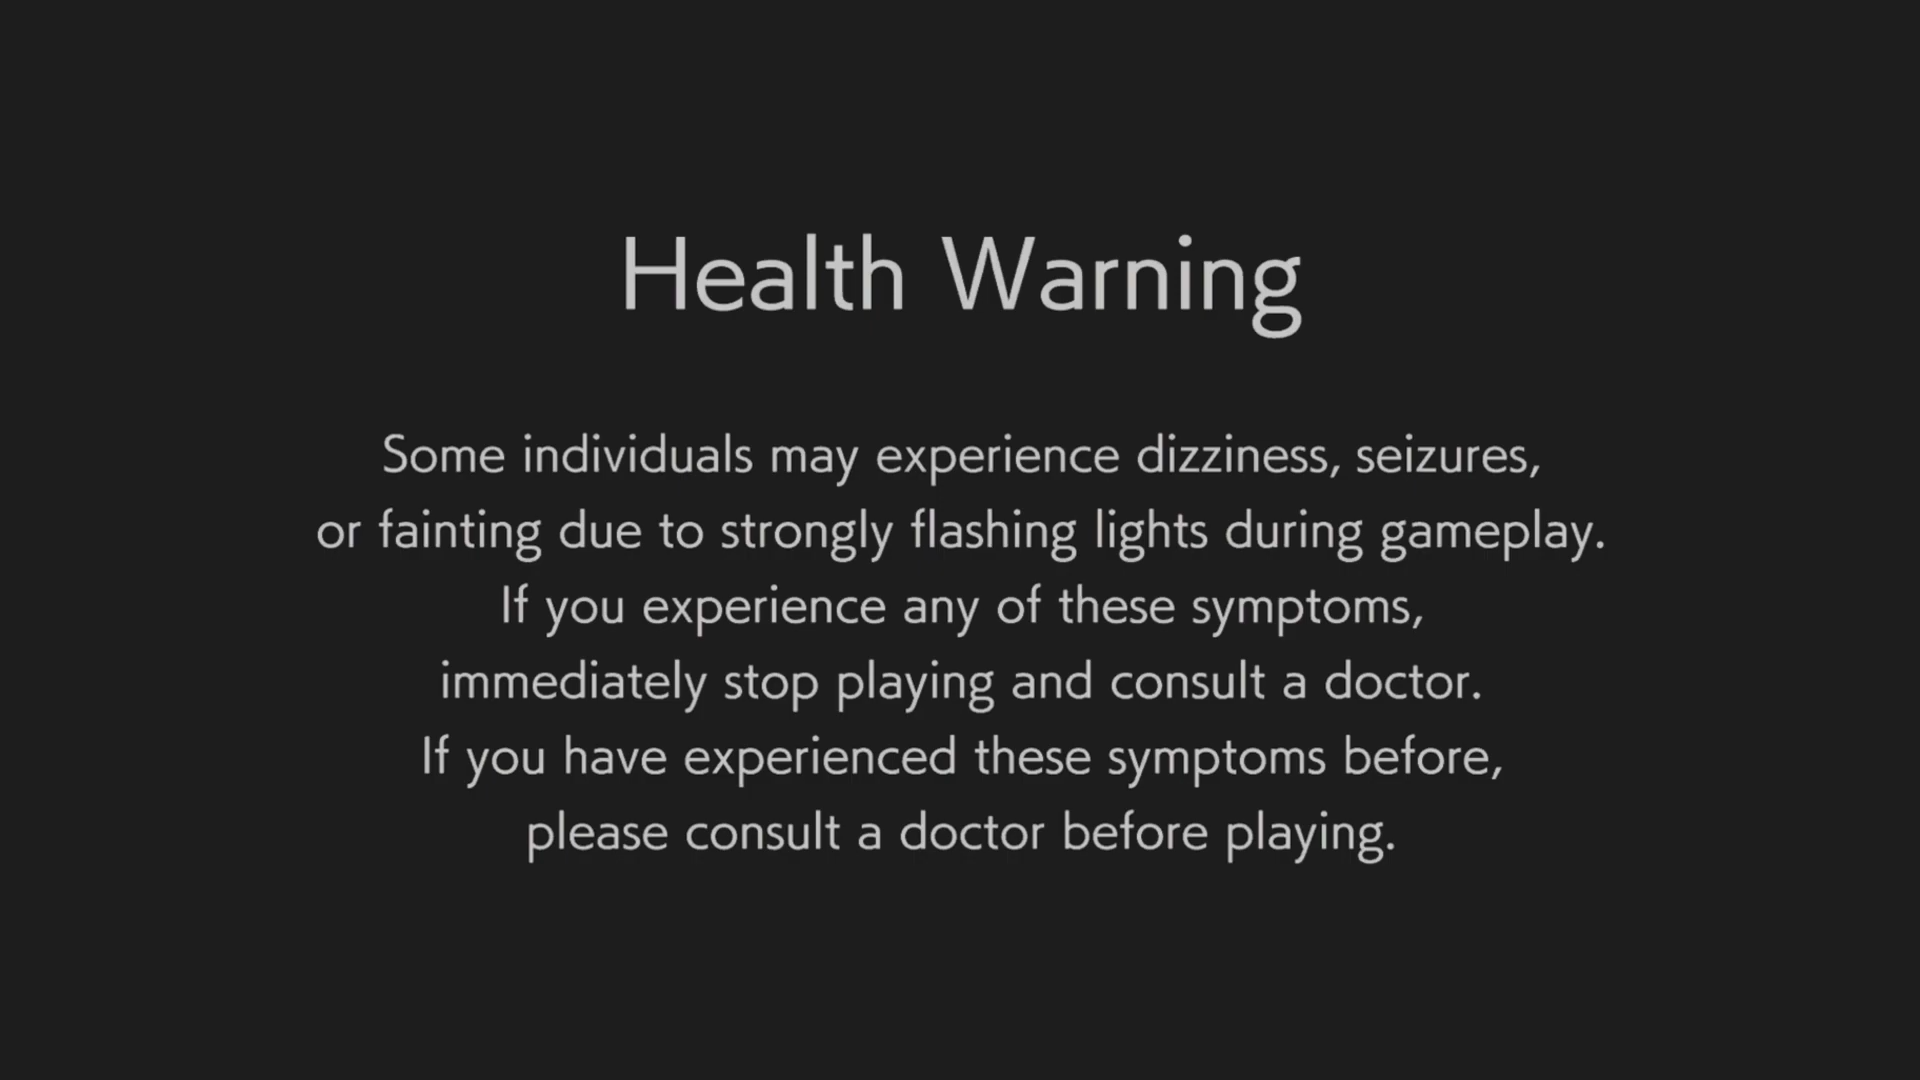 Health Warning
Some individuals may experience dizziness, seizures,
or fainting due to strongly flashing lights during gameplay.
If you experience any of these symptoms,
immediately stop playing and consult a doctor.
If you have experienced these symptoms before,
please consult a doctor before playing.